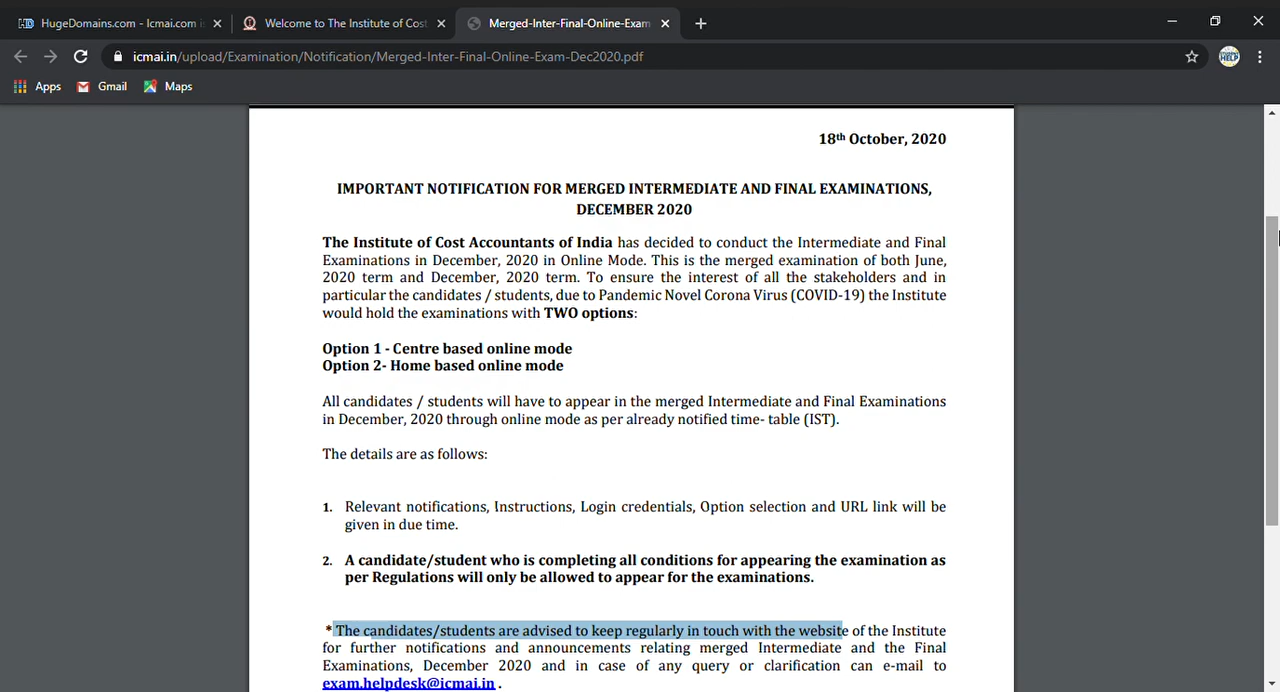 HugeDomains.com - Icmai.com is
Welcome to The Institute of Cost
Merged-Inter-Final-Online-Exam
icmai.in/upload/Examination/Notification/Merged-Inter-Final-Online-Exam-Dec2020.pdf
HELP
Apps Gmail Maps
18th October, 2020
IMPORTANT NOTIFICATION FOR MERGED INTERMEDIATE AND FINAL EXAMINATIONS,
DECEMBER 2020
The Institute of Cost Accountants of India has decided to conduct the Intermediate and Final
Examinations in December, 2020 in Online Mode. This is the merged examination of both June,
2020 term and December, 2020 term. To ensure the interest of all the stakeholders and in
particular the candidates / students, due to Pandemic Novel Corona Virus (COVID-19) the Institute
would hold the examinations with TWO options:
Option 1 - Centre based online mode
Option 2- Home based online mode
All candidates / students will have to appear in the merged Intermediate and Final Examinations
in December, 2020 through online mode as per already notified time- table (IST).
The details are as follows:
1. Relevant notifications, Instructions, Login credentials, Option selection and URL link will be
given in due time.
2. A candidate/student who is completing all conditions for appearing the examination as
per Regulations will only be allowed to appear for the examinations.
* The candidates/students are advised to keep regularly in touch with the website of the Institute
for further notifications and announcements relating merged Intermediate and the Final
Examinations, December 2020 and in case of any query or clarification can e-mail to
exam.helpdesk@icmai.in .